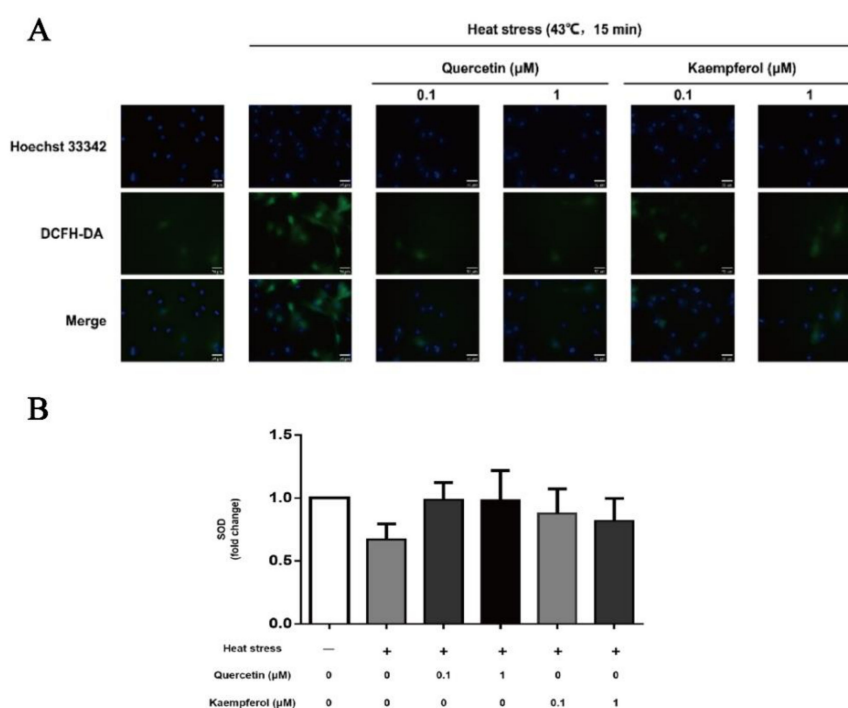 A
Heat stress (43℃，15 min)
Quercetin (μM)
Kaempferol (μM)
0.1
1
0.1
1
Hoechst 33342
DCFH-DA
Merge
B
1.5
1.0
0.5
0.0
SOD
(fold change)
Heat stress — + + + + +
Quercetin (μM) 0 0 0.1 1 0 0
Kaempferol (μM) 0 0 0 0 0.1 1